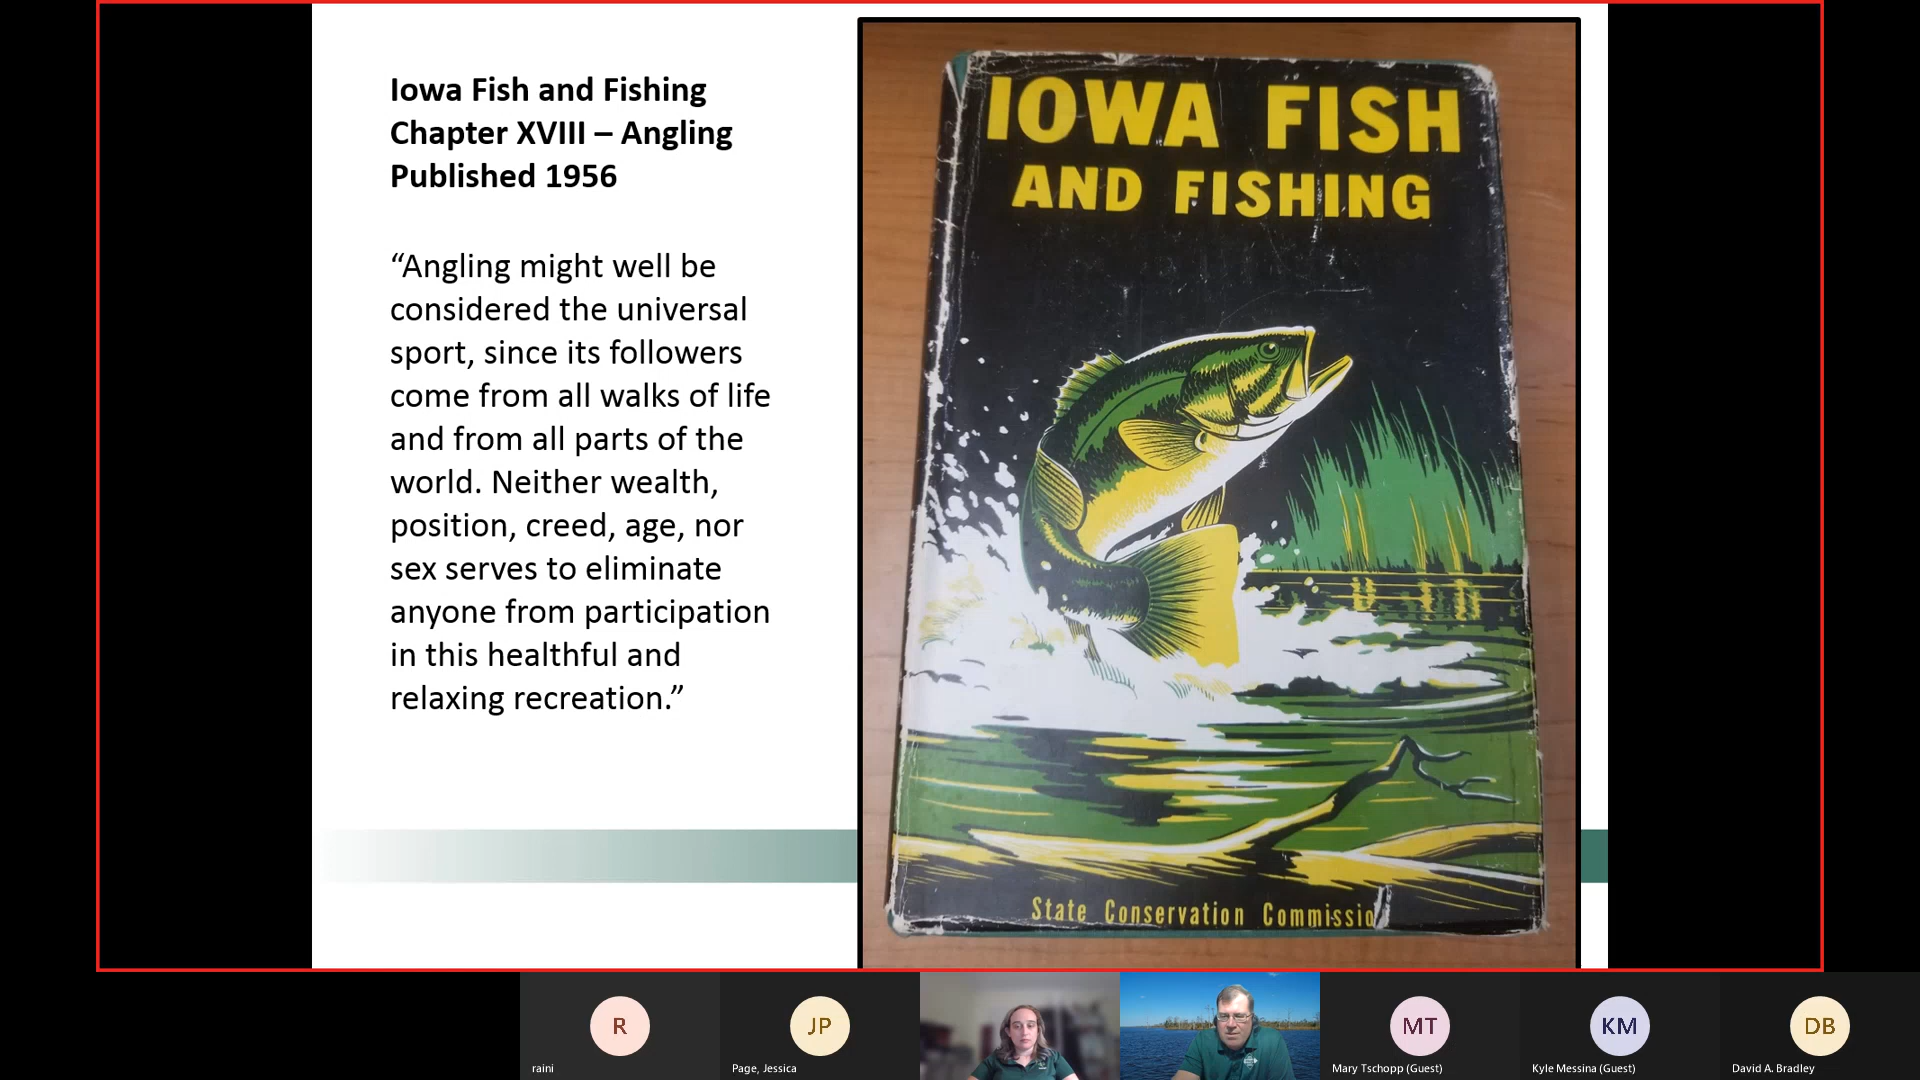 Iowa Fish and Fishing
Chapter XVIII – Angling
Published 1956
“Angling might well be
considered the universal
sport, since its followers
come from all walks of life
and from all parts of the
world. Neither wealth,
position, creed, age, nor
sex serves to eliminate
anyone from participation
in this healthful and
relaxing recreation.”
IOWA FISH
AND FISHING
State Conservation Commissio
R
raini
JP
Page, Jessica
MT
Mary Tschopp (Guest)
KM
Kyle Messina (Guest)
DB
David A. Bradley